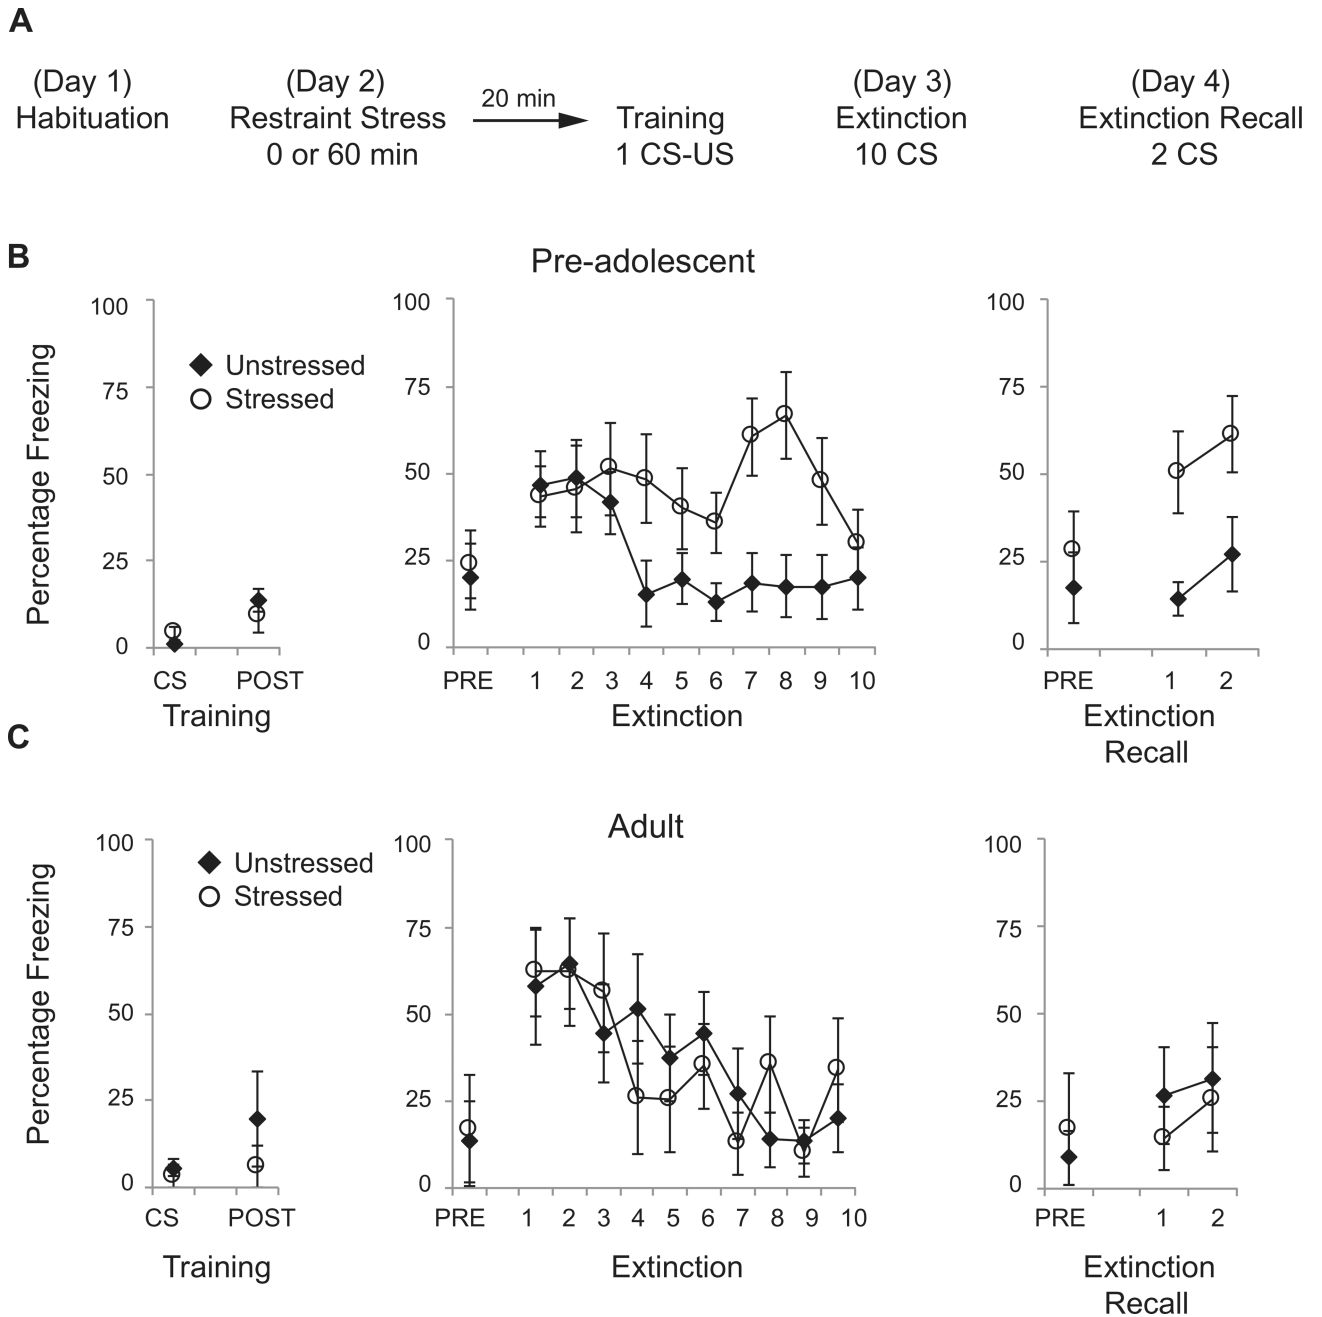 A
(Day 1)
Habituation
(Day 2)
Restraint Stress
0 or 60 min
20 min
Training
1 CS-US
(Day 3)
Extinction
10 CS
(Day 4)
Extinction Recall
2 CS
B
Pre-adolescent
Percentage Freezing
100
75
50
25
0
Unstressed
Stressed
CS POST
Training
100
75
50
25
0
PRE 1 2 3 4 5 6 7 8 9 10
Extinction
100
75
50
25
0
PRE 1 2
Extinction
Recall
C
Adult
Percentage Freezing
100
75
50
25
0
Unstressed
Stressed
CS POST
Training
100
75
50
25
0
PRE 1 2 3 4 5 6 7 8 9 10
Extinction
100
75
50
25
0
PRE 1 2
Extinction
Recall